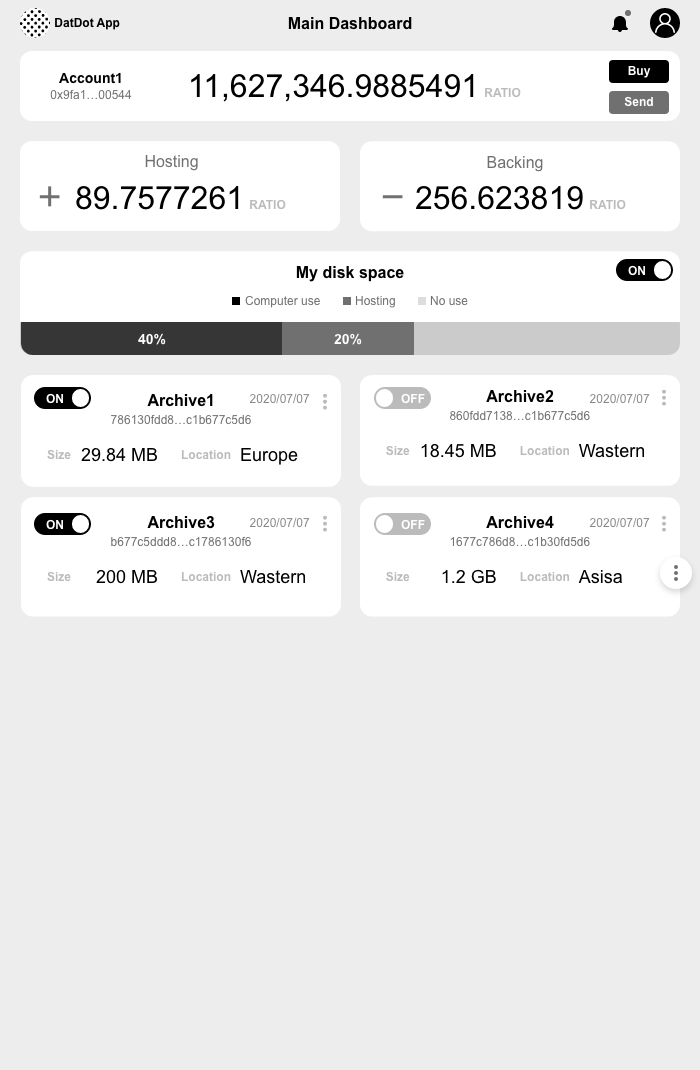 DatDot App
Main Dashboard
Account1
0x9fa1...00544
11,627,346.9885491 RATIO
Buy
Send
Hosting
+ 89.7577261 RATIO
Backing
− 256.623819 RATIO
My disk space
ON
Computer use
Hosting
No use
40%
20%
ON
Archive1
2020/07/07
786130fdd8...c1b677c5d6
Size 29.84 MB Location Europe
OFF
Archive2
2020/07/07
860fdd7138...c1b677c5d6
Size 18.45 MB Location Wastern
ON
Archive3
2020/07/07
b677c5ddd8...c1786130f6
Size 200 MB Location Wastern
OFF
Archive4
2020/07/07
1677c786d8...c1b30fd5d6
Size 1.2 GB Location Asisa